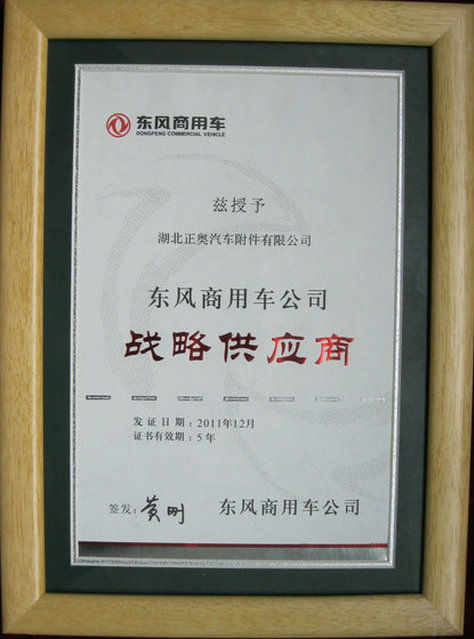 东风商用车
DONGFENG COMMERCIAL VEHICLE
兹授予
湖北正奥汽车附件有限公司
东风商用车公司
战略供应商
发证日期：2011年12月
证书有效期：5年
签发：黄刚
东风商用车公司